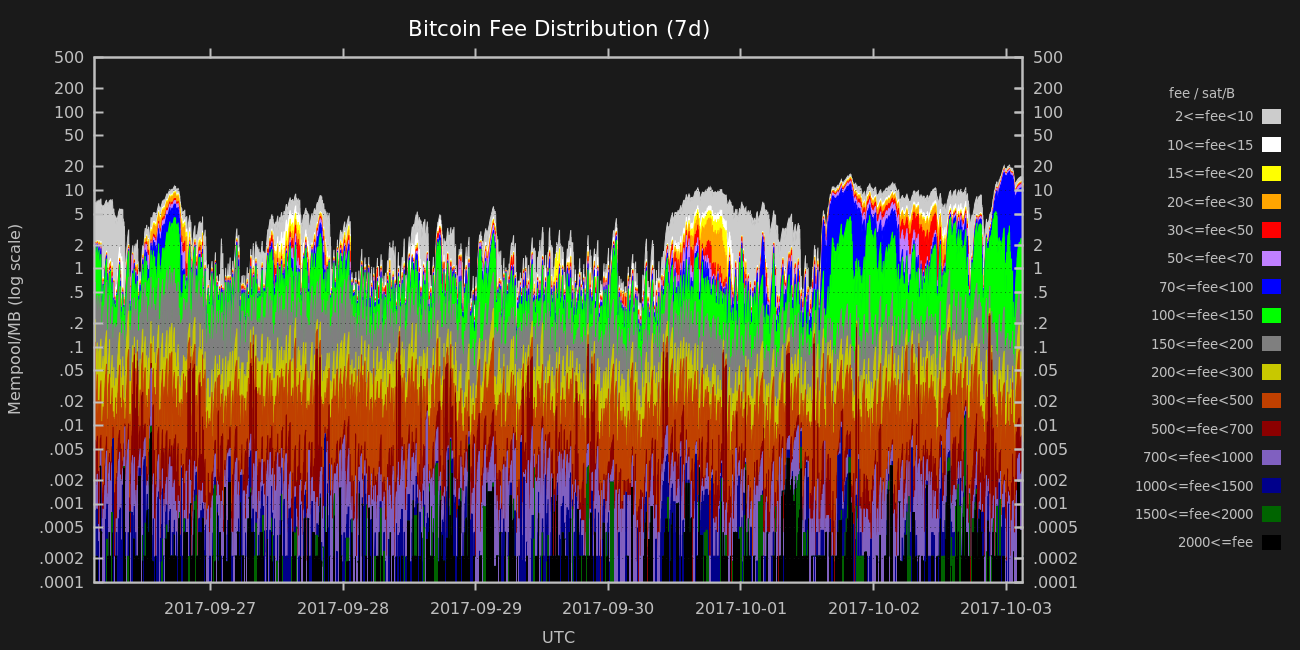 Bitcoin Fee Distribution (7d)
Mempool/MB (log scale)
500
200
100
50
20
10
5
2
1
.5
.2
.1
.05
.02
.01
.005
.002
.001
.0005
.0002
.0001
500
200
100
50
20
10
5
2
1
.5
.2
.1
.05
.02
.01
.005
.002
.001
.0005
.0002
.0001
2017-09-27 2017-09-28 2017-09-29 2017-09-30 2017-10-01 2017-10-02 2017-10-03
UTC
fee / sat/B
2<=fee<10
10<=fee<15
15<=fee<20
20<=fee<30
30<=fee<50
50<=fee<70
70<=fee<100
100<=fee<150
150<=fee<200
200<=fee<300
300<=fee<500
500<=fee<700
700<=fee<1000
1000<=fee<1500
1500<=fee<2000
2000<=fee